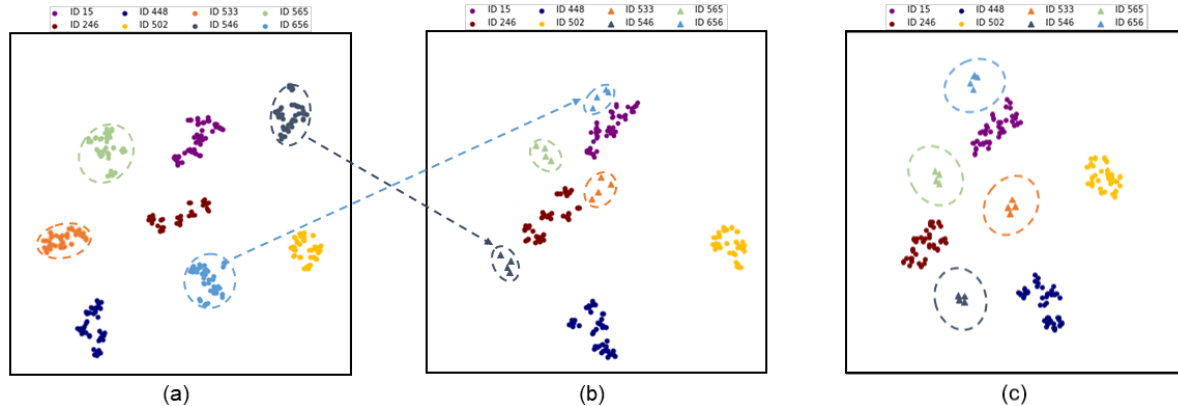 ID 15 ID 448 ID 533 ID 565
ID 246 ID 502 ID 546 ID 656
ID 15 ID 448 ID 533 ID 565
ID 246 ID 502 ID 546 ID 656
ID 15 ID 448 ID 533 ID 565
ID 246 ID 502 ID 546 ID 656
(a)
(b)
(c)